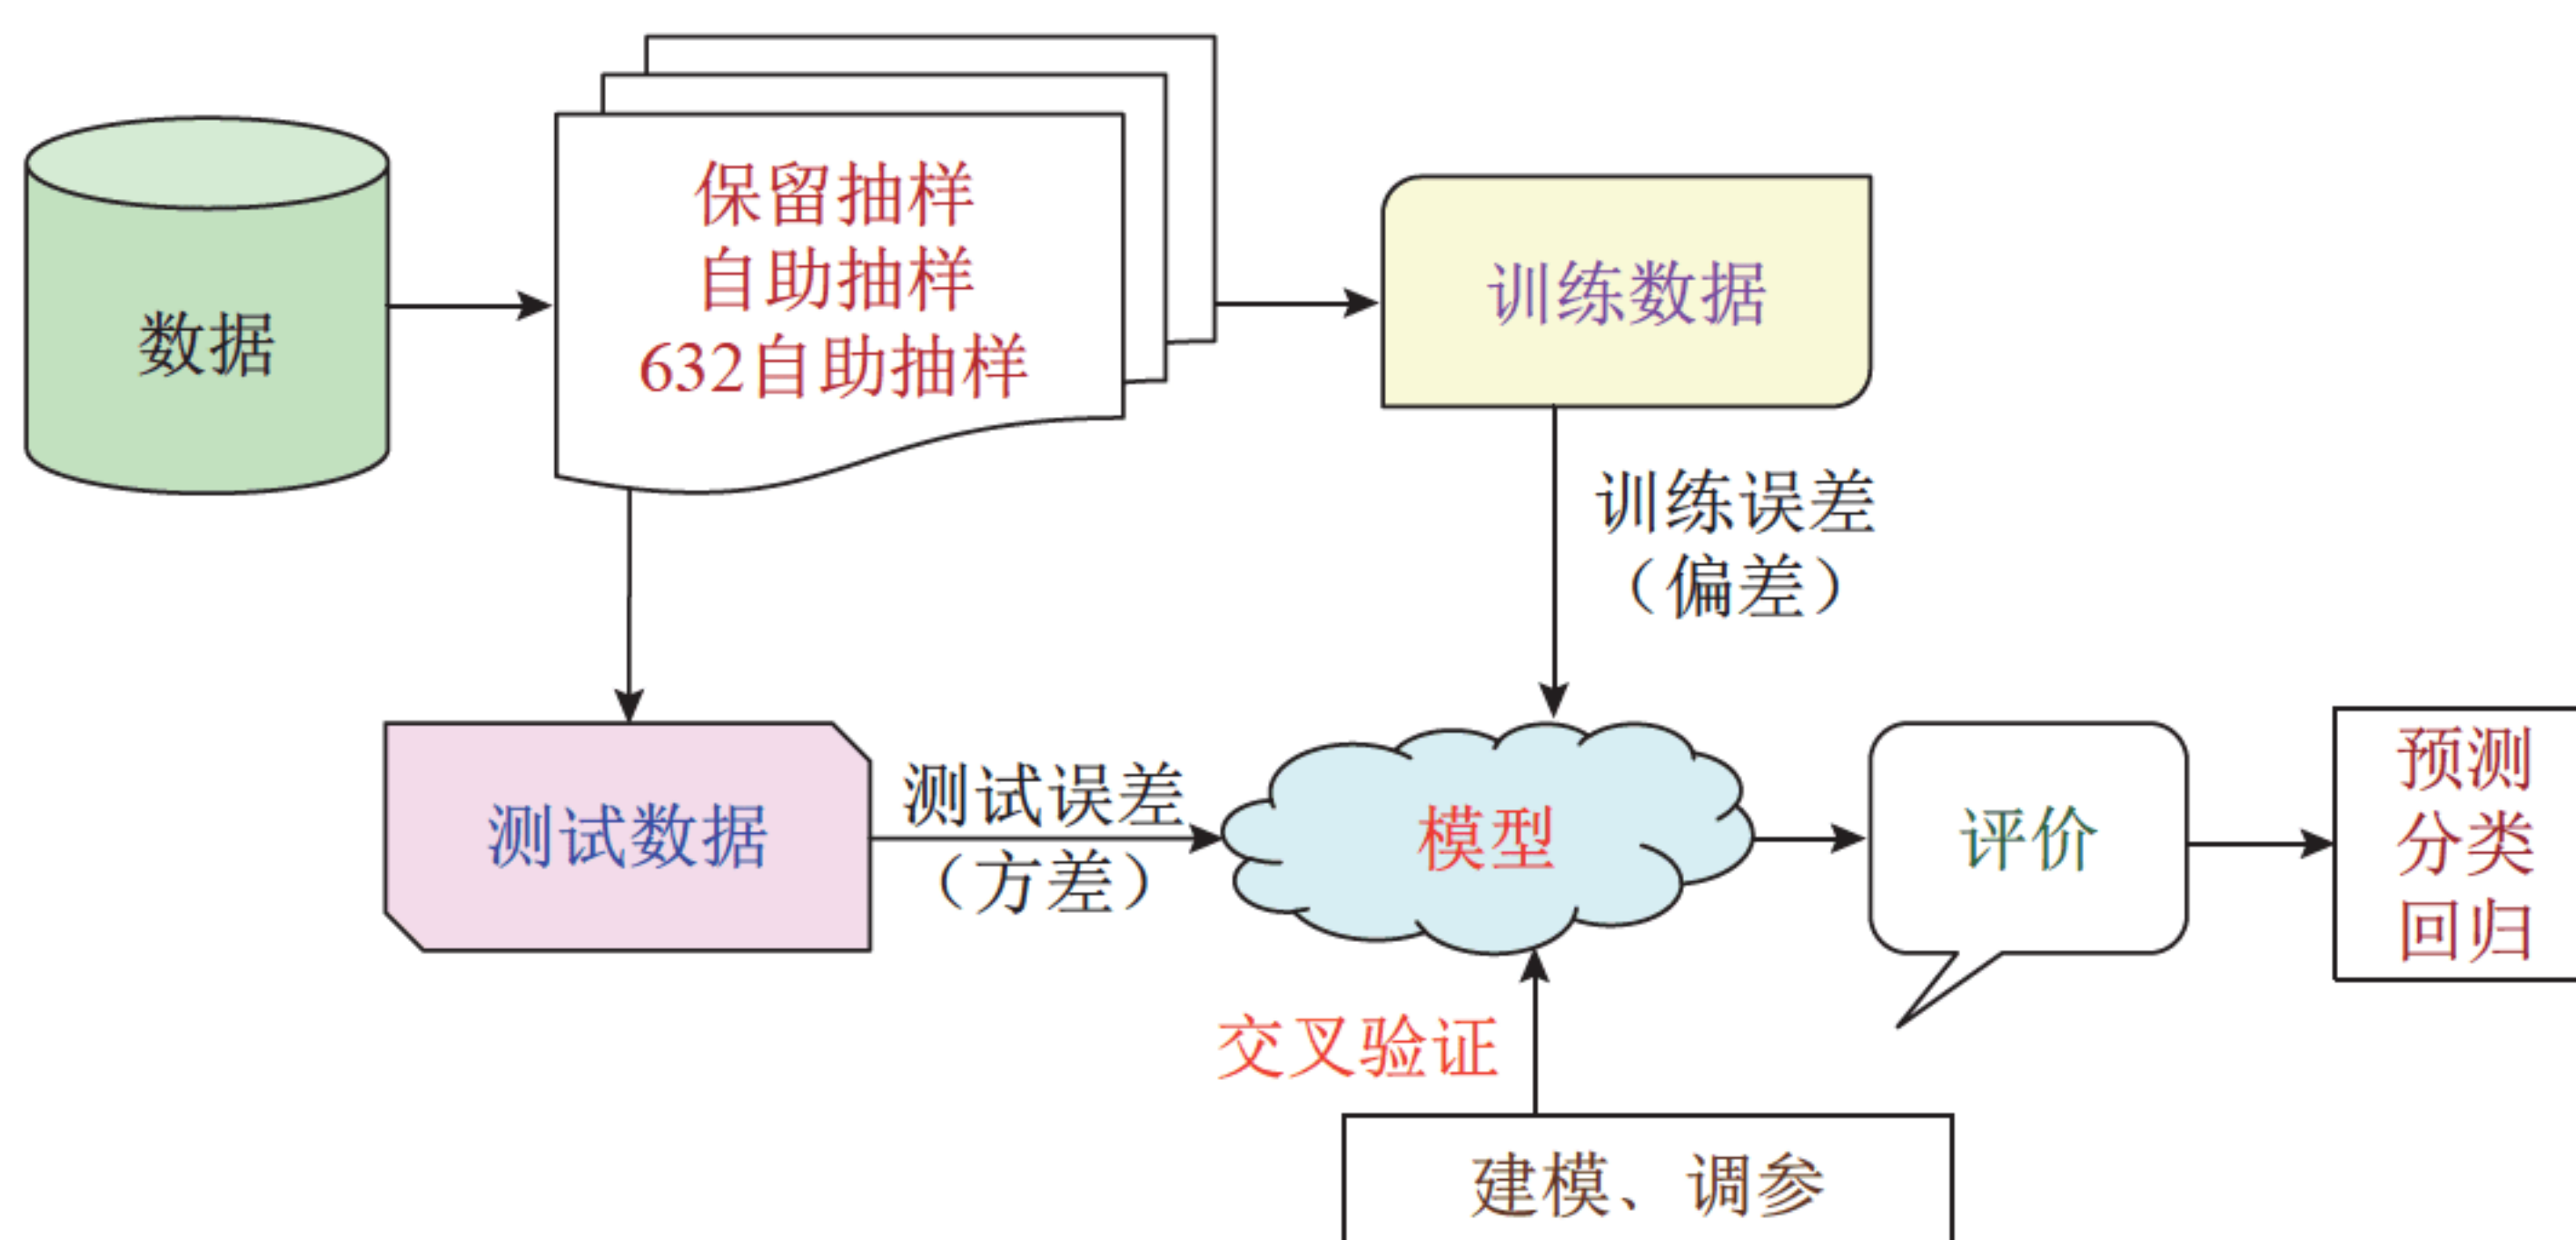 数据
保留抽样
自助抽样
632自助抽样
训练数据
训练误差
（偏差）
测试数据
测试误差
（方差）
模型
评价
预测
分类
回归
交叉验证
建模、调参